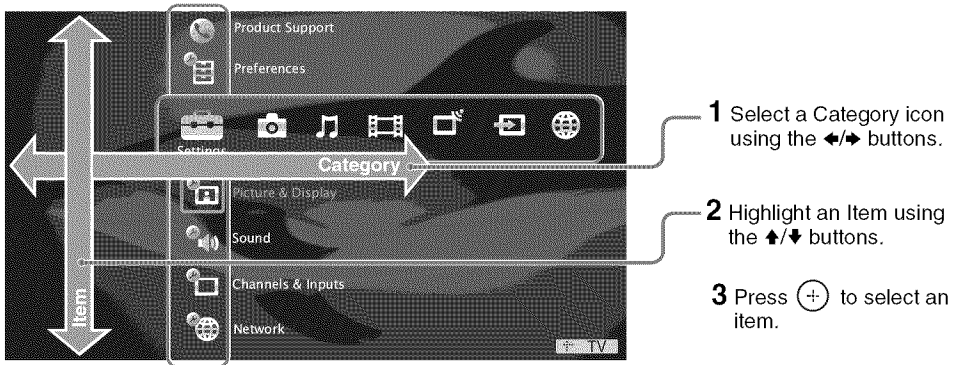 Product Support
Preferences
Settings
Category
Picture & Display
Sound
Channels & Inputs
Network
Item
TV
1 Select a Category icon
using the ←/→ buttons.
2 Highlight an Item using
the ↑/↓ buttons.
3 Press ⊕ to select an
item.